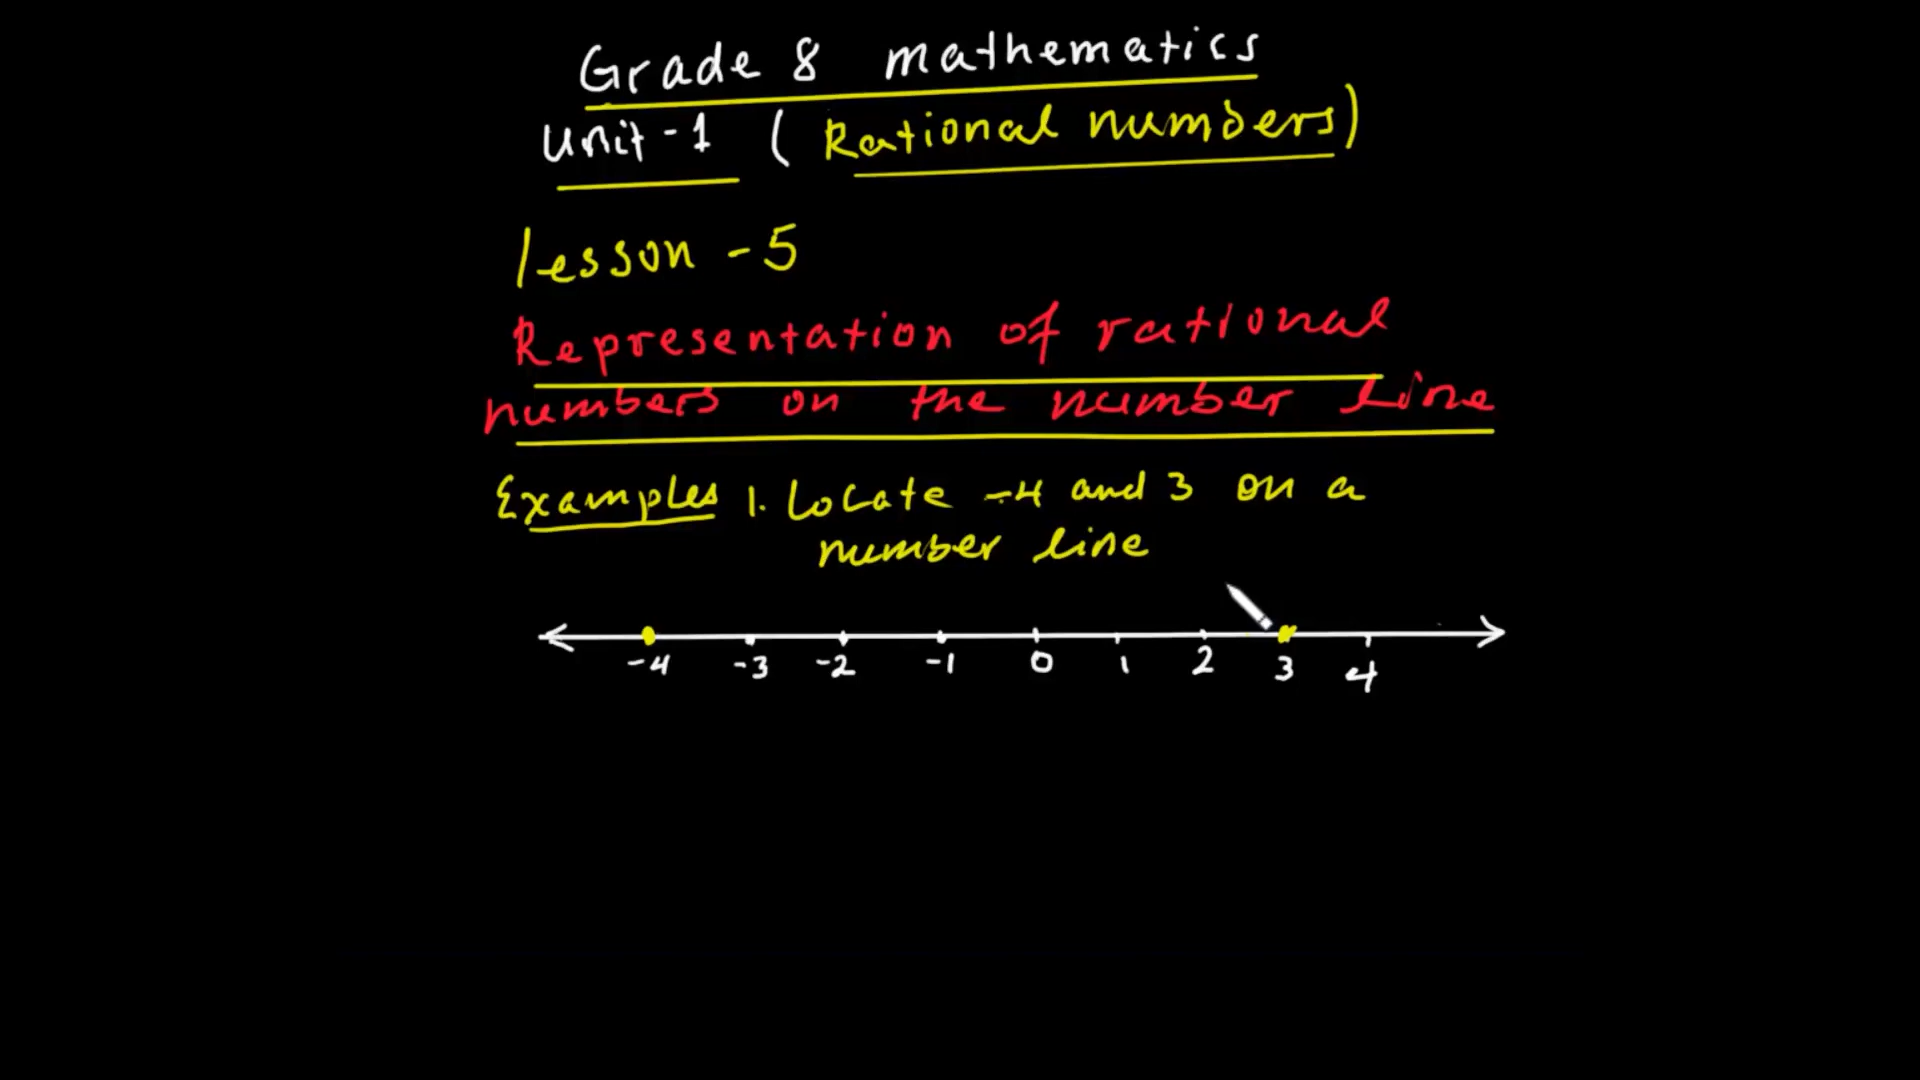 Grade 8 mathematics
Unit-1 (Rational numbers)
lesson -5
Representation of rational
numbers on the number line
Examples 1. Locate -4 and 3 on a
number line
-4 -3 -2 -1 0 1 2 3 4